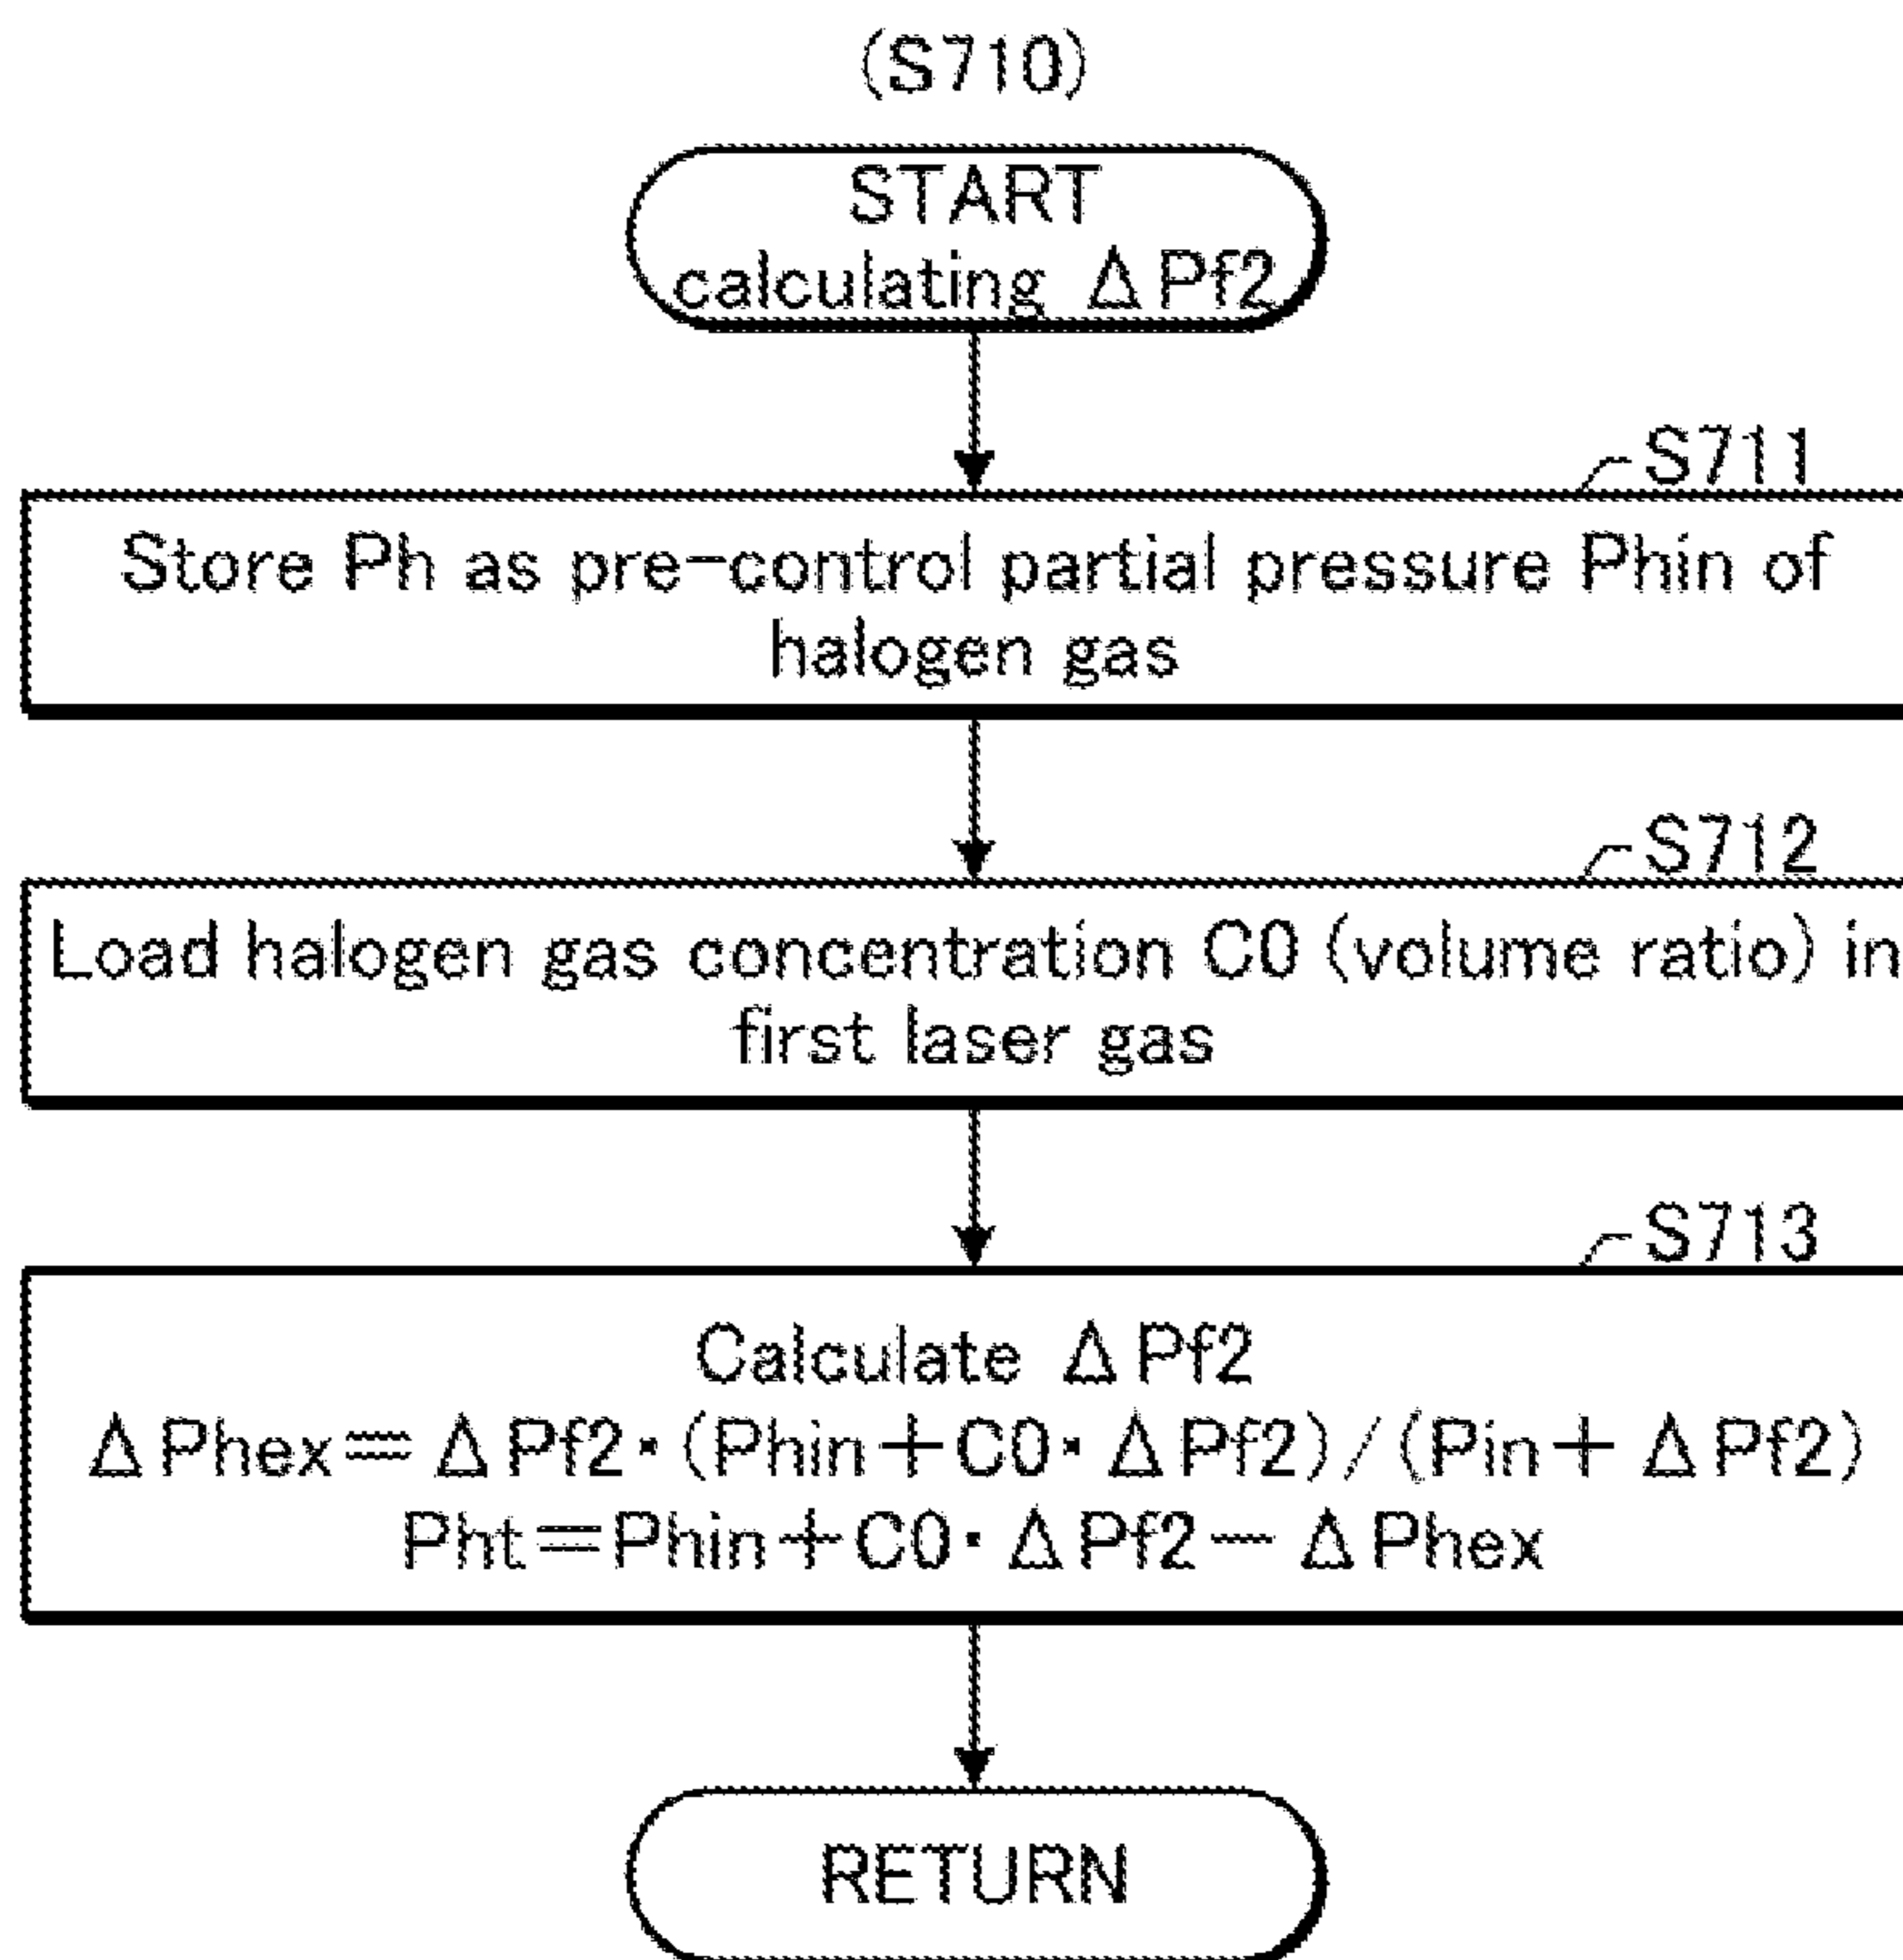 (S710)
START
calculating ΔPf2
S711
Store Ph as pre-control partial pressure Phin of
halogen gas
S712
Load halogen gas concentration C0 (volume ratio) in
first laser gas
S713
Calculate ΔPf2
ΔPhex=ΔPf2·(Phin+C0·ΔPf2)/(Pin+ΔPf2)
Pht=Phin+C0·ΔPf2-ΔPhex
RETURN